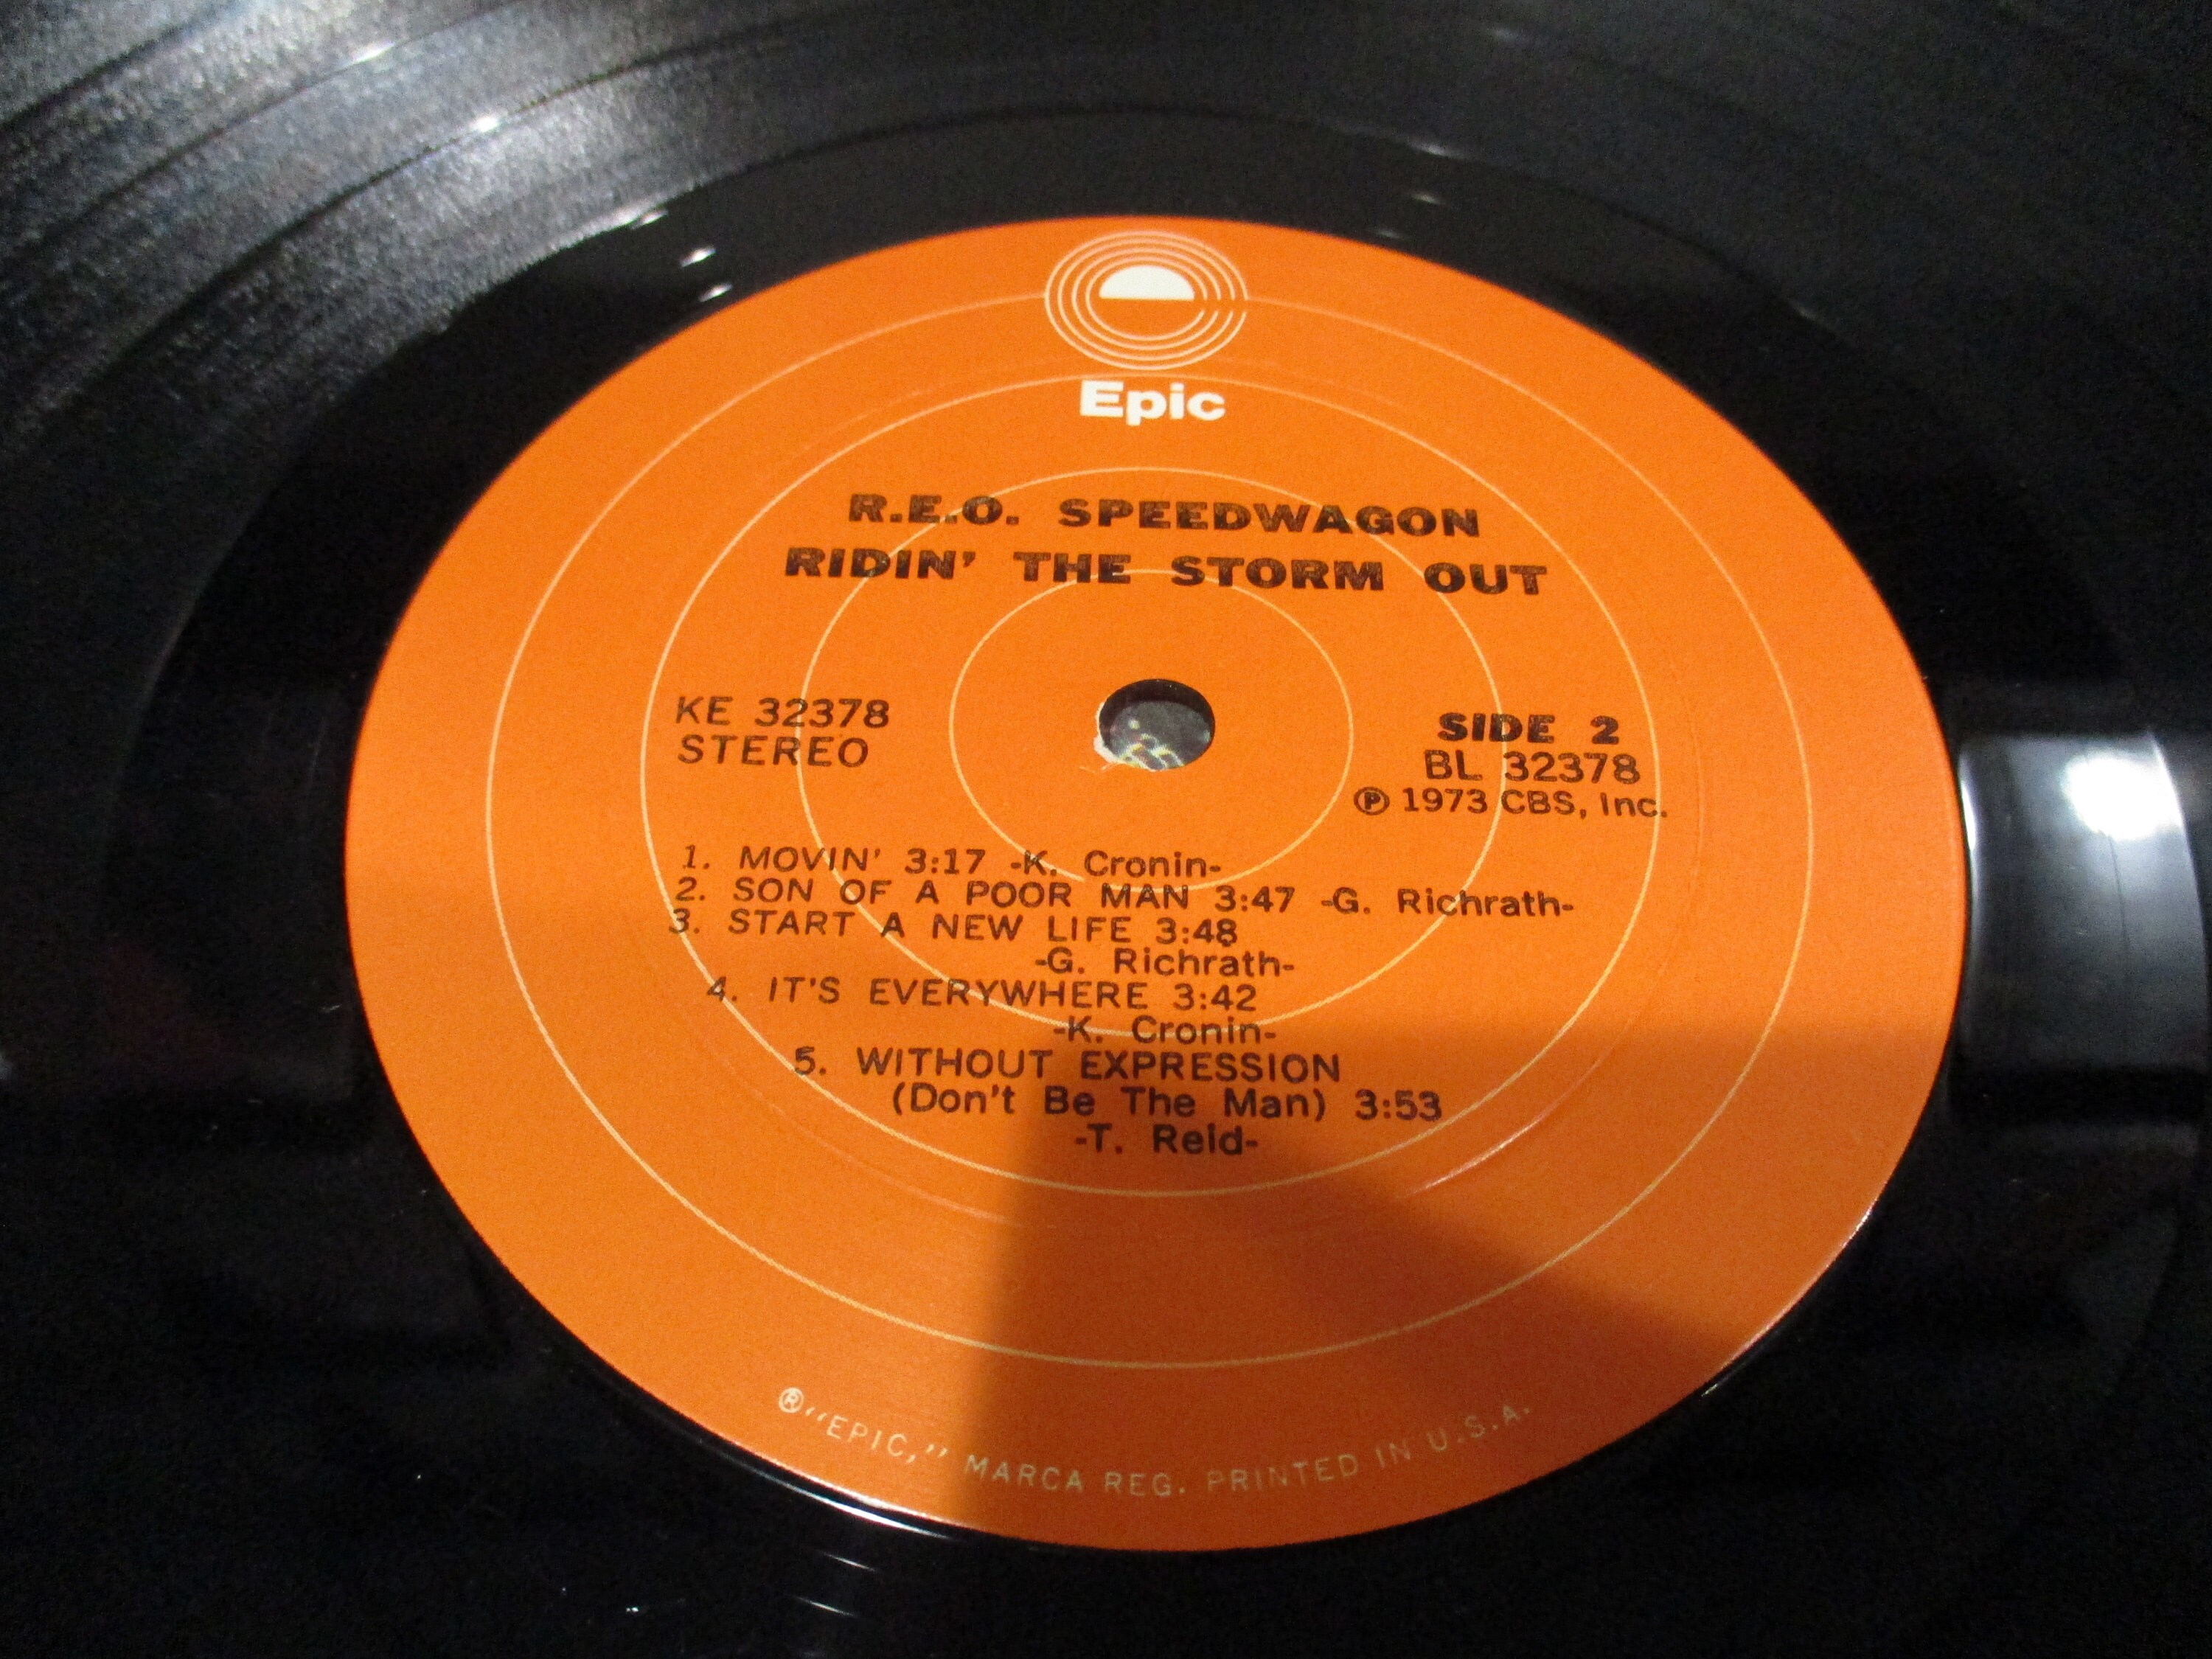 Epic
R.E.O. SPEEDWAGON
RIDIN' THE STORM OUT
KE 32378
STEREO
SIDE 2
BL 32378
Ⓟ 1973 CBS, Inc.
1. MOVIN' 3:17 -K. Cronin-
2. SON OF A POOR MAN 3:47 -G. Richrath-
3. START A NEW LIFE 3:48
-G. Richrath-
4. IT'S EVERYWHERE 3:42
-K. Cronin-
5. WITHOUT EXPRESSION
(Don't Be The Man) 3:53
-T. Reid-
® "EPIC," MARCA REG. PRINTED IN U.S.A.